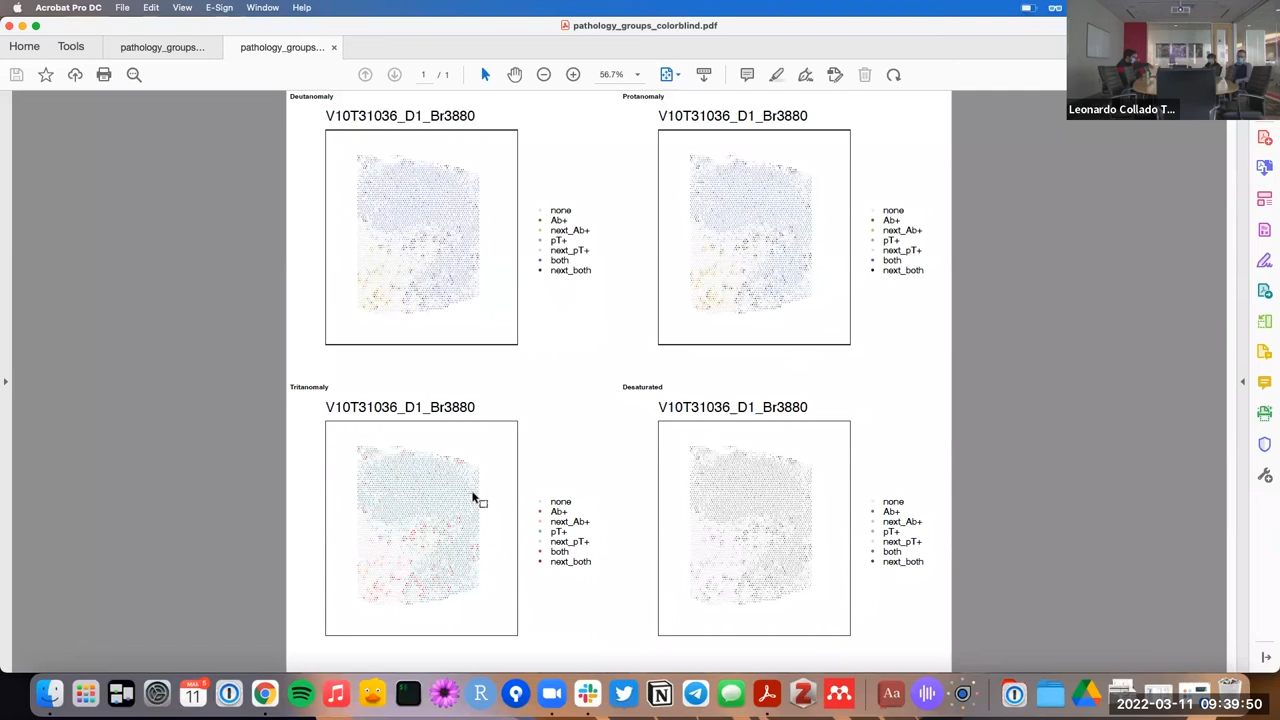 Acrobat Pro DC File Edit View E-Sign Window Help
pathology_groups_colorblind.pdf
Home Tools pathology_groups... pathology_groups... ×
1 / 1 56.7%
Leonardo Collado T...
Deutanomaly
V10T31036_D1_Br3880
none
Ab+
next_Ab+
pT+
next_pT+
both
next_both
Protanomaly
V10T31036_D1_Br3880
none
Ab+
next_Ab+
pT+
next_pT+
both
next_both
Tritanomaly
V10T31036_D1_Br3880
none
Ab+
next_Ab+
pT+
next_pT+
both
next_both
Desaturated
V10T31036_D1_Br3880
none
Ab+
next_Ab+
pT+
next_pT+
both
next_both
11
R
Aa
2022-03-11 09:39:50